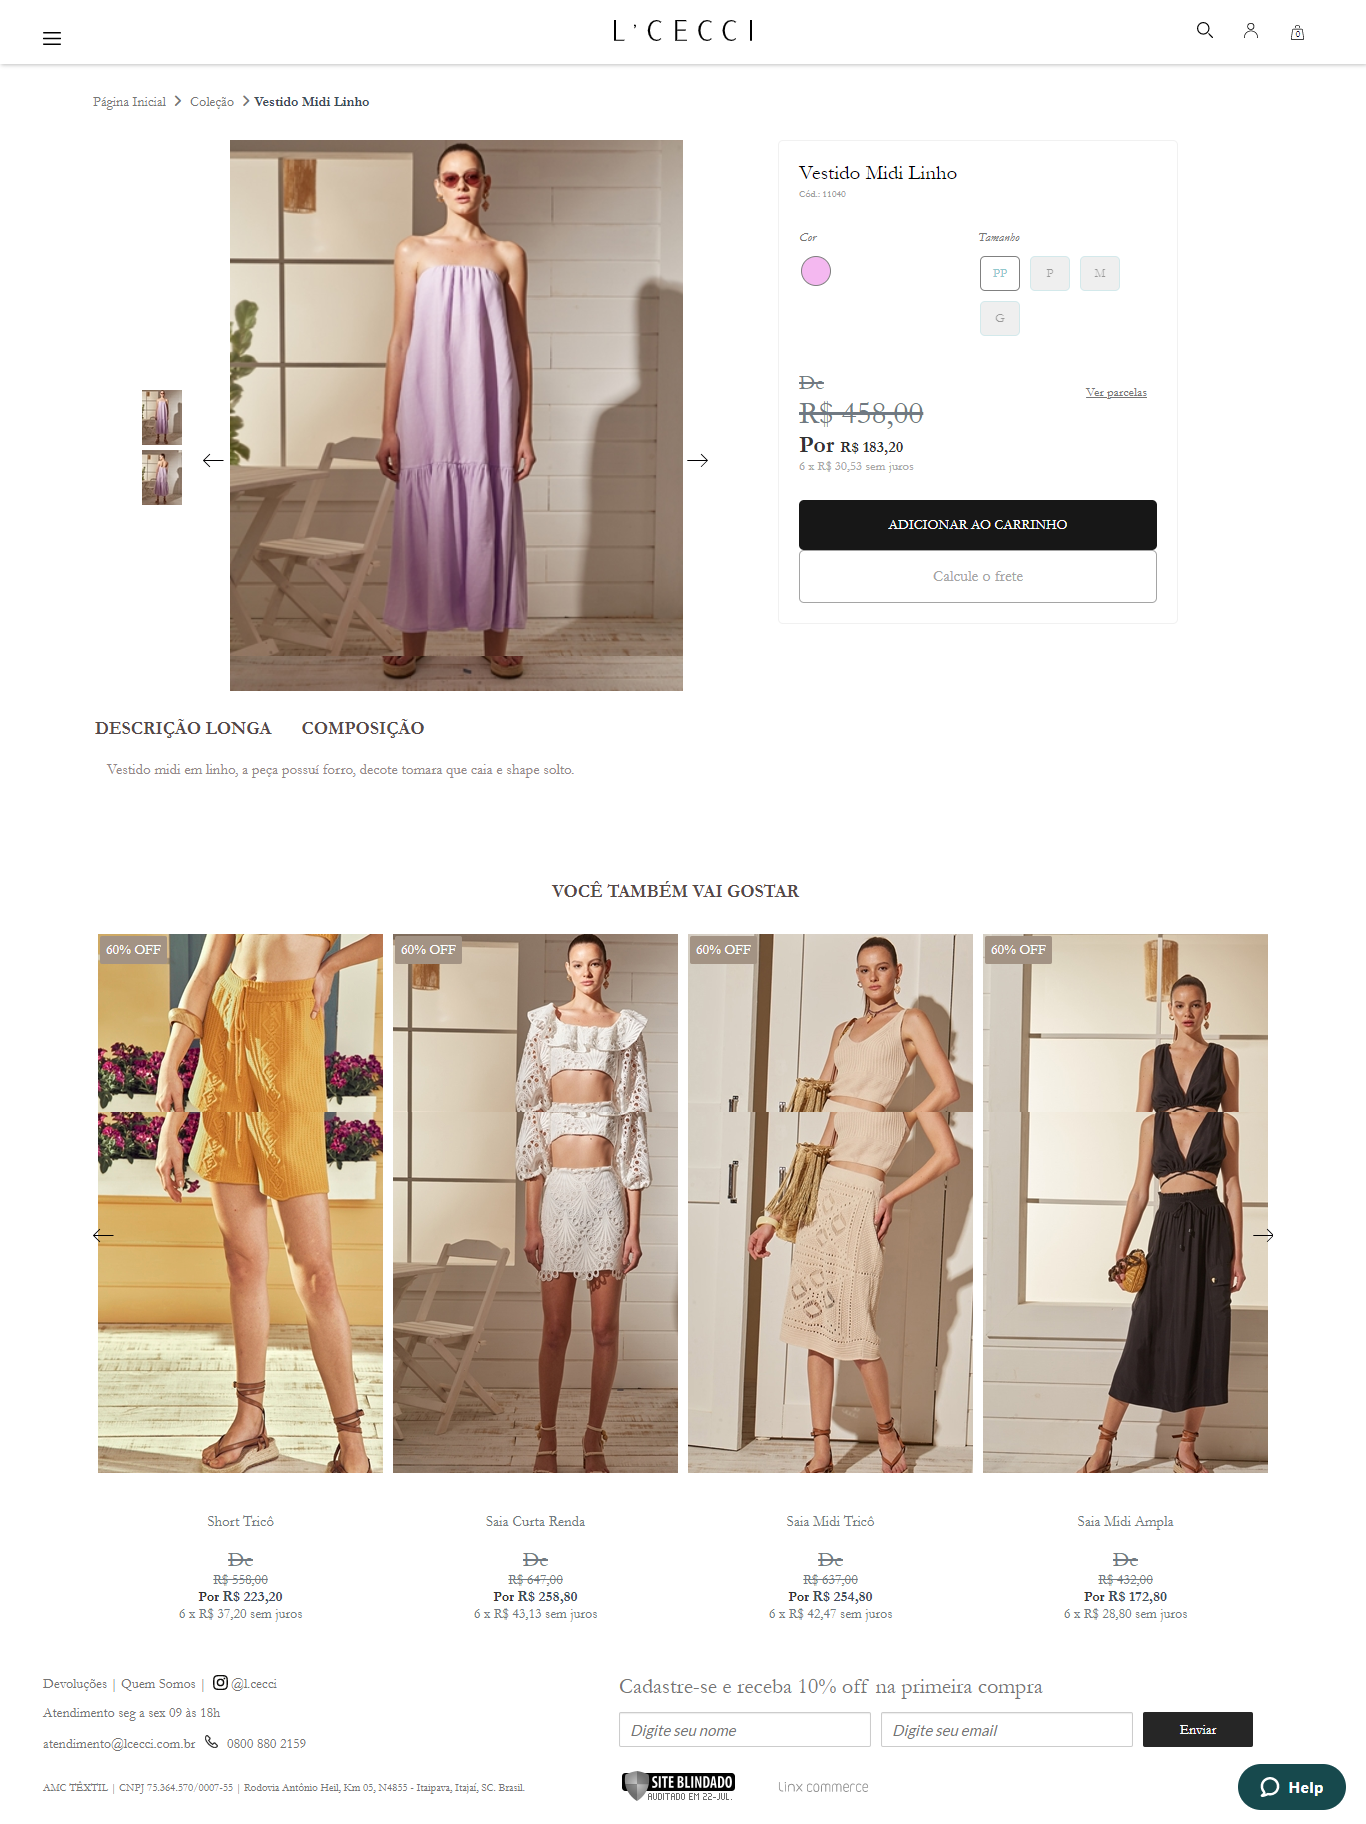 L'CECCI
0
Página Inicial > Coleção > Vestido Midi Linho
Vestido Midi Linho
Cód.: 11040
Cor
Tamanho
PP
P
M
G
De
R$ 458,00
Ver parcelas
Por R$ 183,20
6 x R$ 30,53 sem juros
ADICIONAR AO CARRINHO
Calcule o frete
DESCRIÇÃO LONGA
COMPOSIÇÃO
Vestido midi em linho, a peça possuí forro, decote tomara que caia e shape solto.
VOCÊ TAMBÉM VAI GOSTAR
60% OFF
60% OFF
60% OFF
60% OFF
Short Tricô
De
R$ 558,00
Por R$ 223,20
6 x R$ 37,20 sem juros
Saia Curta Renda
De
R$ 647,00
Por R$ 258,80
6 x R$ 43,13 sem juros
Saia Midi Tricô
De
R$ 637,00
Por R$ 254,80
6 x R$ 42,47 sem juros
Saia Midi Ampla
De
R$ 432,00
Por R$ 172,80
6 x R$ 28,80 sem juros
Devoluções | Quem Somos | @l.cecci
Atendimento seg a sex 09 às 18h
atendimento@lcecci.com.br 0800 880 2159
AMC TÊXTIL | CNPJ 75.364.570/0007-55 | Rodovia Antônio Heil, Km 05, N4855 - Itaipava, Itajaí, SC. Brasil.
Cadastre-se e receba 10% off na primeira compra
Digite seu nome
Digite seu email
Enviar
SITE BLINDADO
AUDITADO EM 22-JUL.
linx commerce
Help